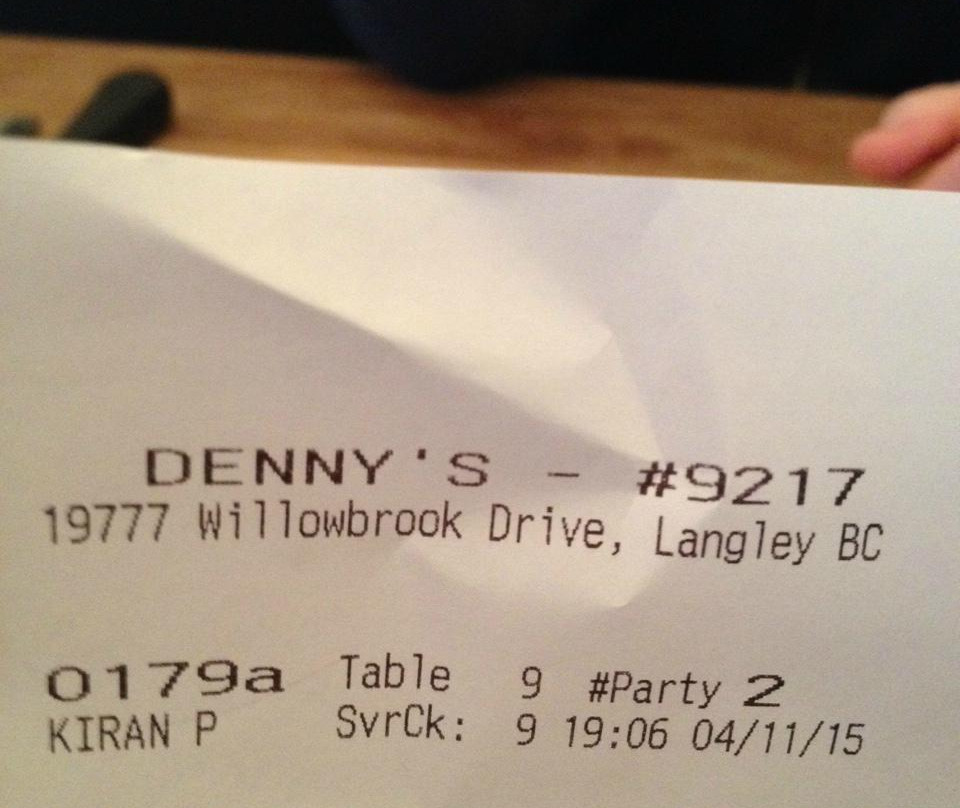 DENNY'S - #9217
19777 Willowbrook Drive, Langley BC
0179a Table 9 #Party 2
KIRAN P SvrCk: 9 19:06 04/11/15